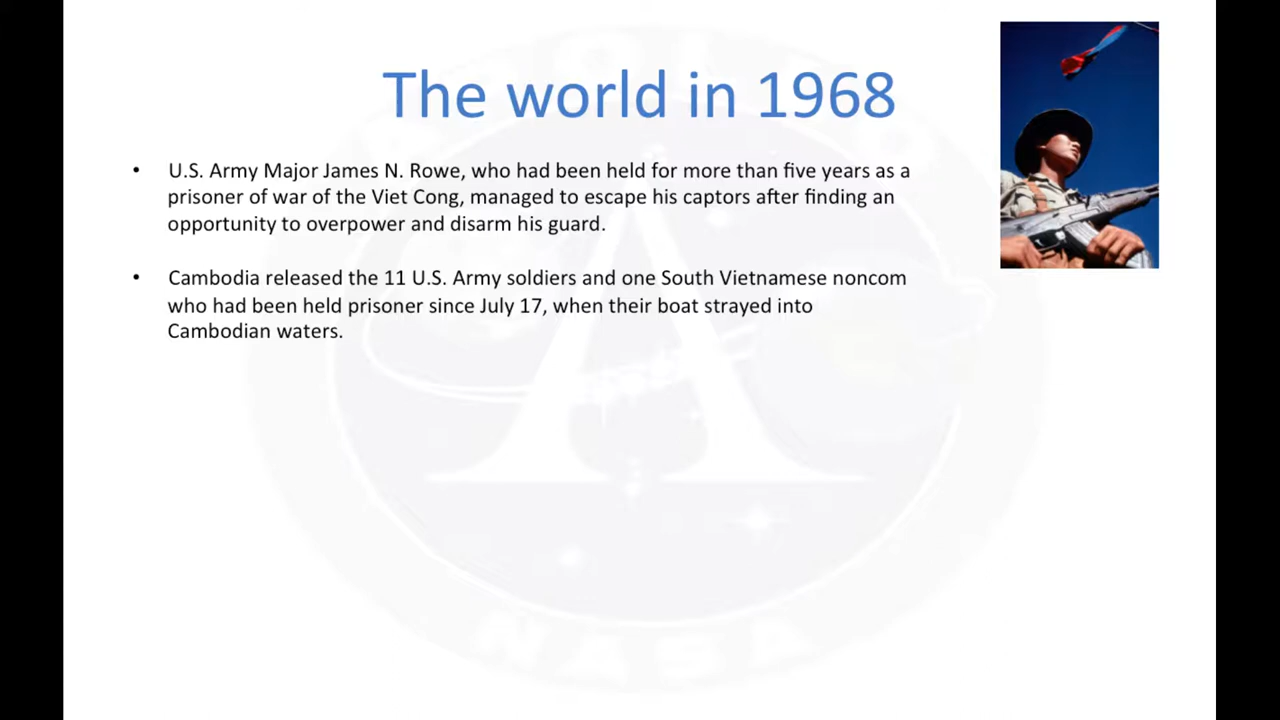 The world in 1968
• U.S. Army Major James N. Rowe, who had been held for more than five years as a
prisoner of war of the Viet Cong, managed to escape his captors after finding an
opportunity to overpower and disarm his guard.
• Cambodia released the 11 U.S. Army soldiers and one South Vietnamese noncom
who had been held prisoner since July 17, when their boat strayed into
Cambodian waters.
NASA